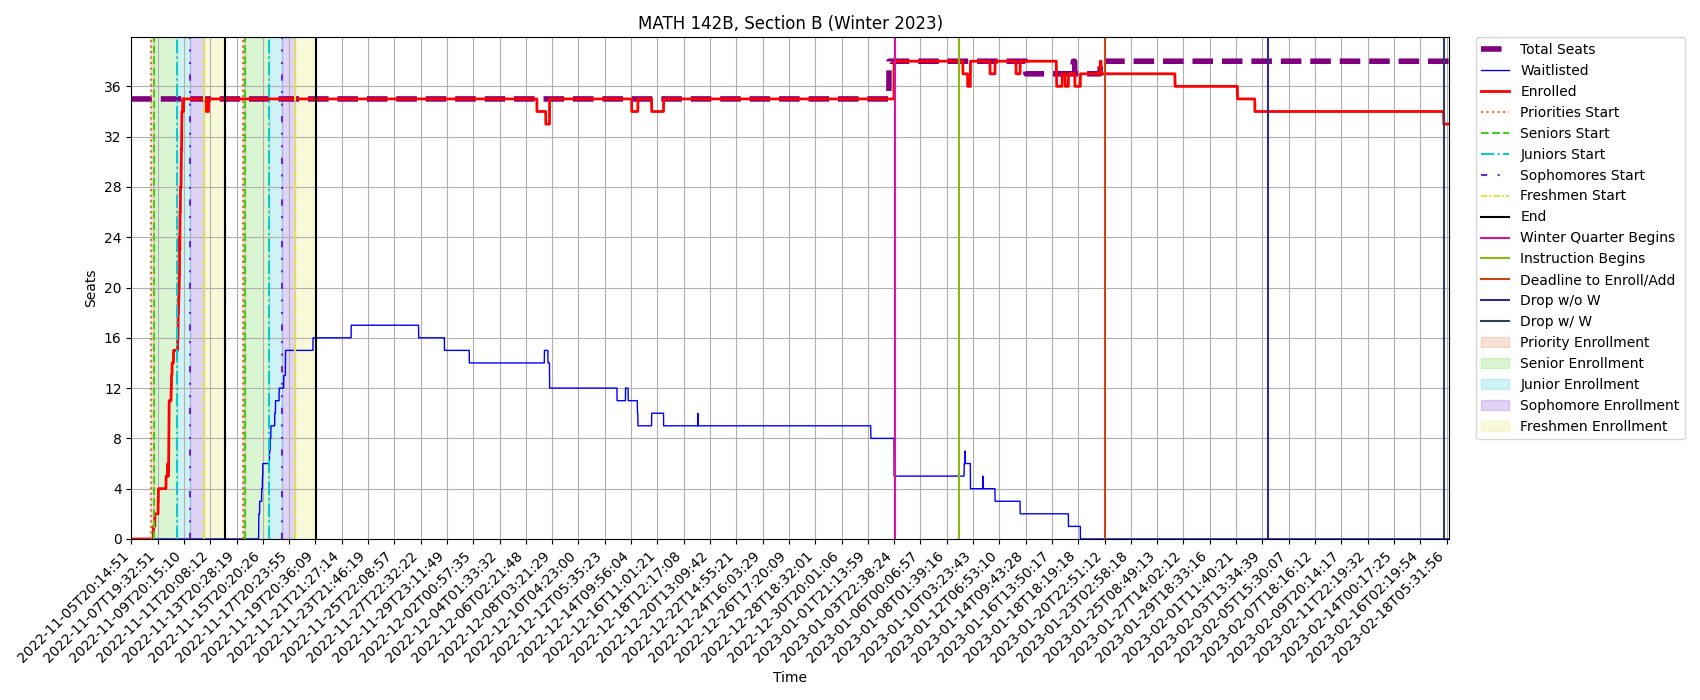 MATH 142B, Section B (Winter 2023)
Seats
36
32
28
24
20
16
12
8
4
0
2022-11-05T20:14:51
2022-11-07T19:32:51
2022-11-09T20:15:10
2022-11-11T20:08:12
2022-11-13T20:28:19
2022-11-15T20:20:26
2022-11-17T20:23:55
2022-11-19T20:36:09
2022-11-21T21:27:14
2022-11-23T21:46:19
2022-11-25T22:08:57
2022-11-27T22:32:22
2022-11-29T23:11:49
2022-12-02T00:57:35
2022-12-04T01:33:32
2022-12-06T02:21:48
2022-12-08T03:21:29
2022-12-10T04:23:00
2022-12-12T05:35:23
2022-12-14T09:56:04
2022-12-16T11:01:21
2022-12-18T12:17:08
2022-12-20T13:09:42
2022-12-22T14:55:21
2022-12-24T16:03:29
2022-12-26T17:20:09
2022-12-28T18:32:01
2022-12-30T20:01:06
2023-01-01T21:13:59
2023-01-03T22:38:24
2023-01-06T00:06:57
2023-01-08T01:39:16
2023-01-10T03:23:43
2023-01-12T06:53:10
2023-01-14T09:43:28
2023-01-16T13:50:17
2023-01-18T18:19:18
2023-01-20T22:51:12
2023-01-23T02:58:18
2023-01-25T08:49:13
2023-01-27T14:02:12
2023-01-29T18:33:16
2023-02-01T11:40:21
2023-02-03T13:34:39
2023-02-05T15:30:07
2023-02-07T18:16:12
2023-02-09T20:14:17
2023-02-11T22:19:32
2023-02-14T00:17:25
2023-02-16T02:19:54
2023-02-18T05:31:56
Time
Total Seats
Waitlisted
Enrolled
Priorities Start
Seniors Start
Juniors Start
Sophomores Start
Freshmen Start
End
Winter Quarter Begins
Instruction Begins
Deadline to Enroll/Add
Drop w/o W
Drop w/ W
Priority Enrollment
Senior Enrollment
Junior Enrollment
Sophomore Enrollment
Freshmen Enrollment